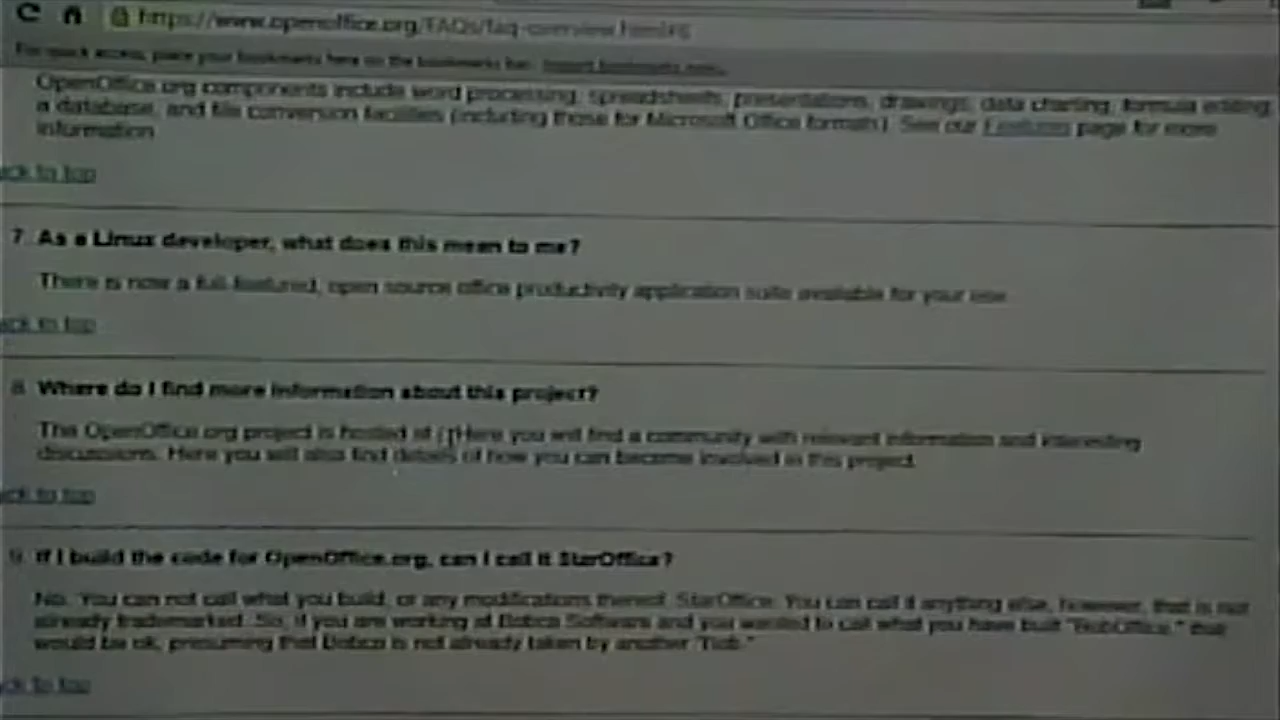 https://www.openoffice.org/FAQs/faq-overview.html#6
For quick access, place your bookmarks here on the bookmarks bar. Import bookmarks now...
OpenOffice.org components include word processing, spreadsheets, presentations, drawings, data charting, formula editing,
a database, and file conversion facilities (including those for Microsoft Office formats). See our Features page for more
information
ck to top
7. As a Linux developer, what does this mean to me?
There is now a full-featured, open source office productivity application suite available for your use
ack to top
8. Where do I find more information about this project?
The OpenOffice.org project is hosted at Here you will find a community with relevant information and interesting
discussions. Here you will also find details of how you can become involved in this project.
ck to top
9. If I build the code for OpenOffice.org, can I call it StarOffice?
No. You can not call what you build, or any modifications thereof, StarOffice. You can call it anything else, however, that is not
already trademarked. So, if you are working at Software and you wanted to call what you have built that
would be ok, presuming that is not already taken by another
ck to top